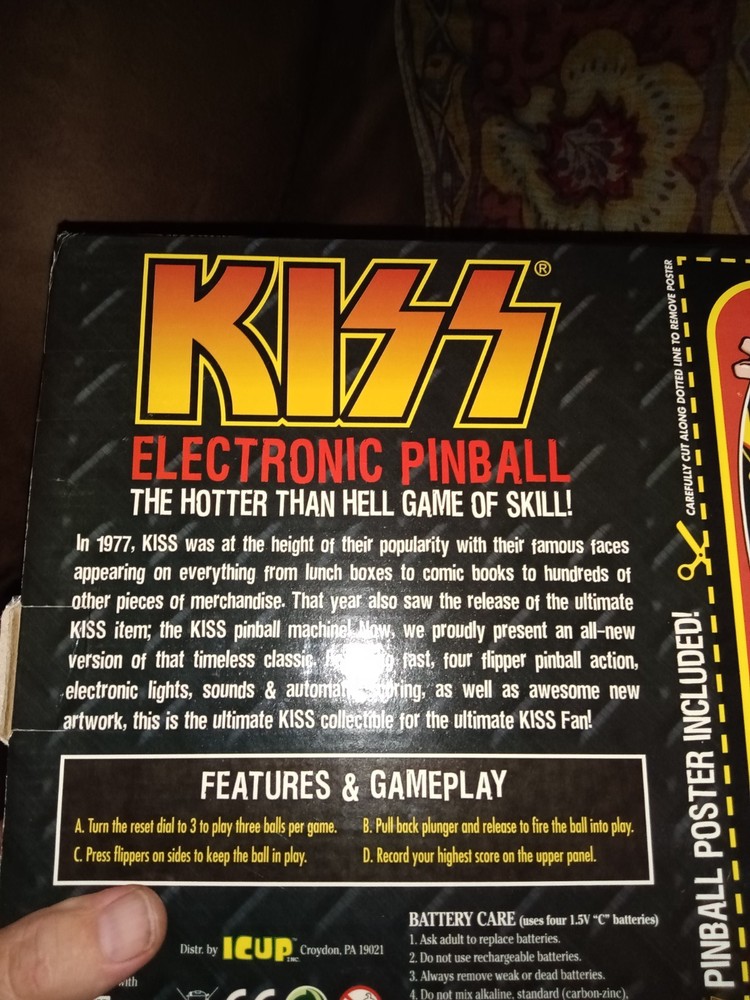 KISS®
ELECTRONIC PINBALL
THE HOTTER THAN HELL GAME OF SKILL!
In 1977, KISS was at the height of their popularity with their famous faces
appearing on everything from lunch boxes to comic books to hundreds of
other pieces of merchandise. That year also saw the release of the ultimate
KISS item; the KISS pinball machine! Now, we proudly present an all-new
version of that timeless classic fast, four flipper pinball action,
electronic lights, sounds & automatic scoring, as well as awesome new
artwork, this is the ultimate KISS collectible for the ultimate KISS Fan!
FEATURES & GAMEPLAY
A. Turn the reset dial to 3 to play three balls per game. B. Pull back plunger and release to fire the ball into play.
C. Press flippers on sides to keep the ball in play. D. Record your highest score on the upper panel.
Distr. by ICUP INC. Croydon, PA 19021
with
CE
BATTERY CARE (uses four 1.5V "C" batteries)
1. Ask adult to replace batteries.
2. Do not use rechargeable batteries.
3. Always remove weak or dead batteries.
4. Do not mix alkaline, standard (carbon-zinc),
CAREFULLY CUT ALONG DOTTED LINE TO REMOVE POSTER
PINBALL POSTER INCLUDED!